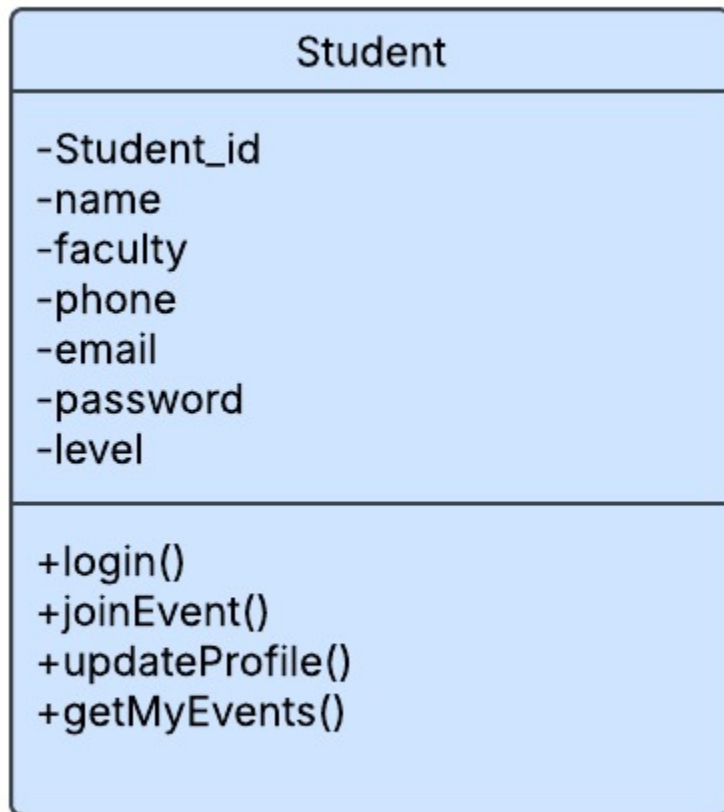 Student
-Student_id
-name
-faculty
-phone
-email
-password
-level
+login()
+joinEvent()
+updateProfile()
+getMyEvents()